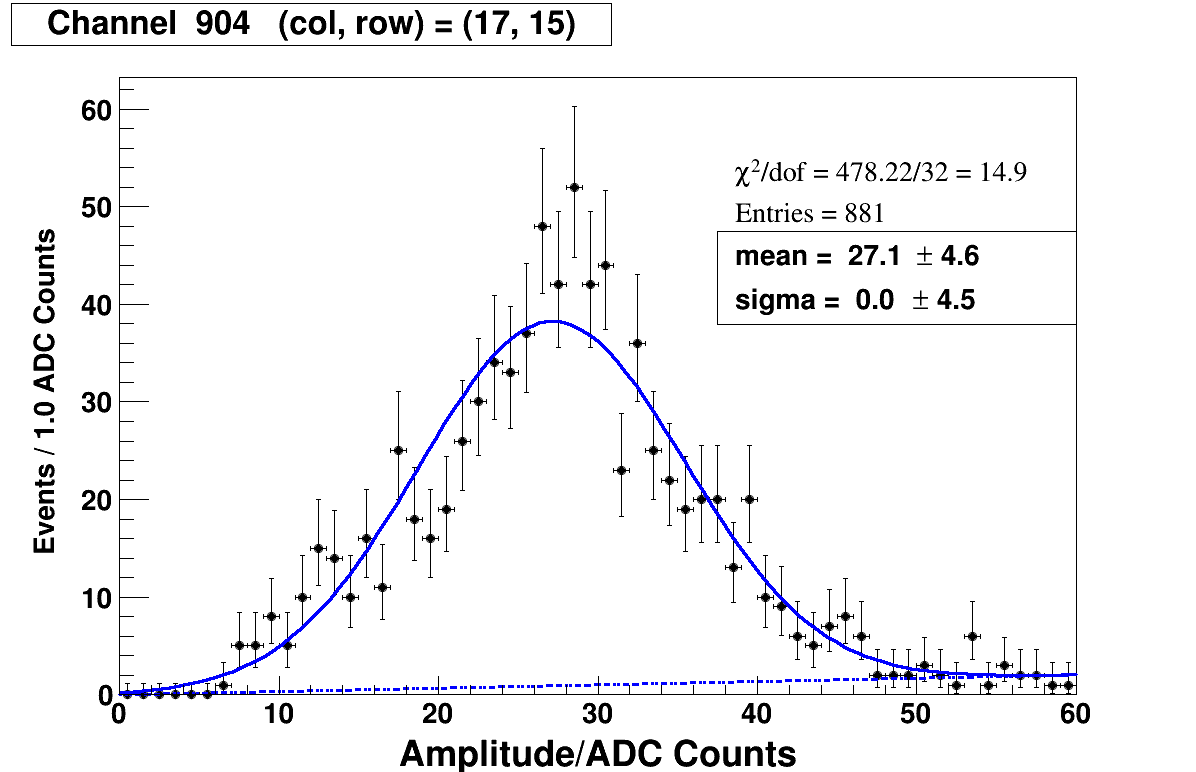 Channel 904 (col, row) = (17, 15)
χ²/dof = 478.22/32 = 14.9
Entries = 881
mean = 27.1 ± 4.6
sigma = 0.0 ± 4.5
Events / 1.0 ADC Counts
60
50
40
30
20
10
0
0 10 20 30 40 50 60
Amplitude/ADC Counts